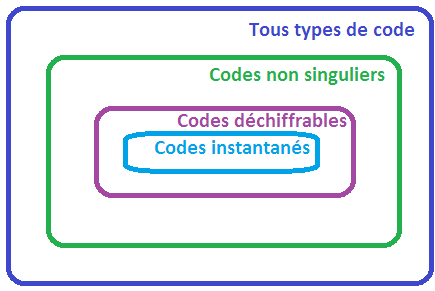 Tous types de code
Codes non singuliers
Codes déchiffrables
Codes instantanés